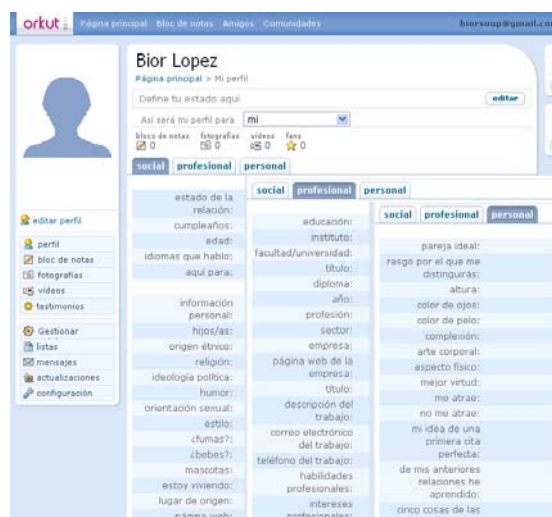 orkut
Página principal Bloc de notas Amigos Comunidades
Bior Lopez
Página principal > Mi perfil
Define tu estado aquí
editar
Así será mi perfil para mí
blocs de notas fotografías vídeos fans
0 0 0 0
social profesional personal
estado de la
relación:
cumpleaños:
edad:
idiomas que hablo:
aquí para:
información
personal:
hijos/as:
origen étnico:
religión:
ideología política:
humor:
orientación sexual:
estilo:
¿fumas?:
¿bebes?:
mascotas:
estoy viviendo:
lugar de origen:
página web:
social profesional personal
educación:
instituto:
facultad/universidad:
título:
diploma:
año:
profesión:
sector:
empresa:
página web de la
empresa:
título:
descripción del
trabajo:
correo electrónico
del trabajo:
teléfono del trabajo:
habilidades
profesionales:
intereses
profesionales:
social profesional personal
pareja ideal:
rasgo por el que me
distinguirás:
altura:
color de ojos:
color de pelo:
complexión:
arte corporal:
aspecto físico:
mejor virtud:
me atrae:
no me atrae:
mi idea de una
primera cita
perfecta:
de mis anteriores
relaciones he
aprendido:
cinco cosas de las
editar perfil
perfil
bloc de notas
fotografías
vídeos
testimonios
Gestionar
listas
mensajes
actualizaciones
configuración